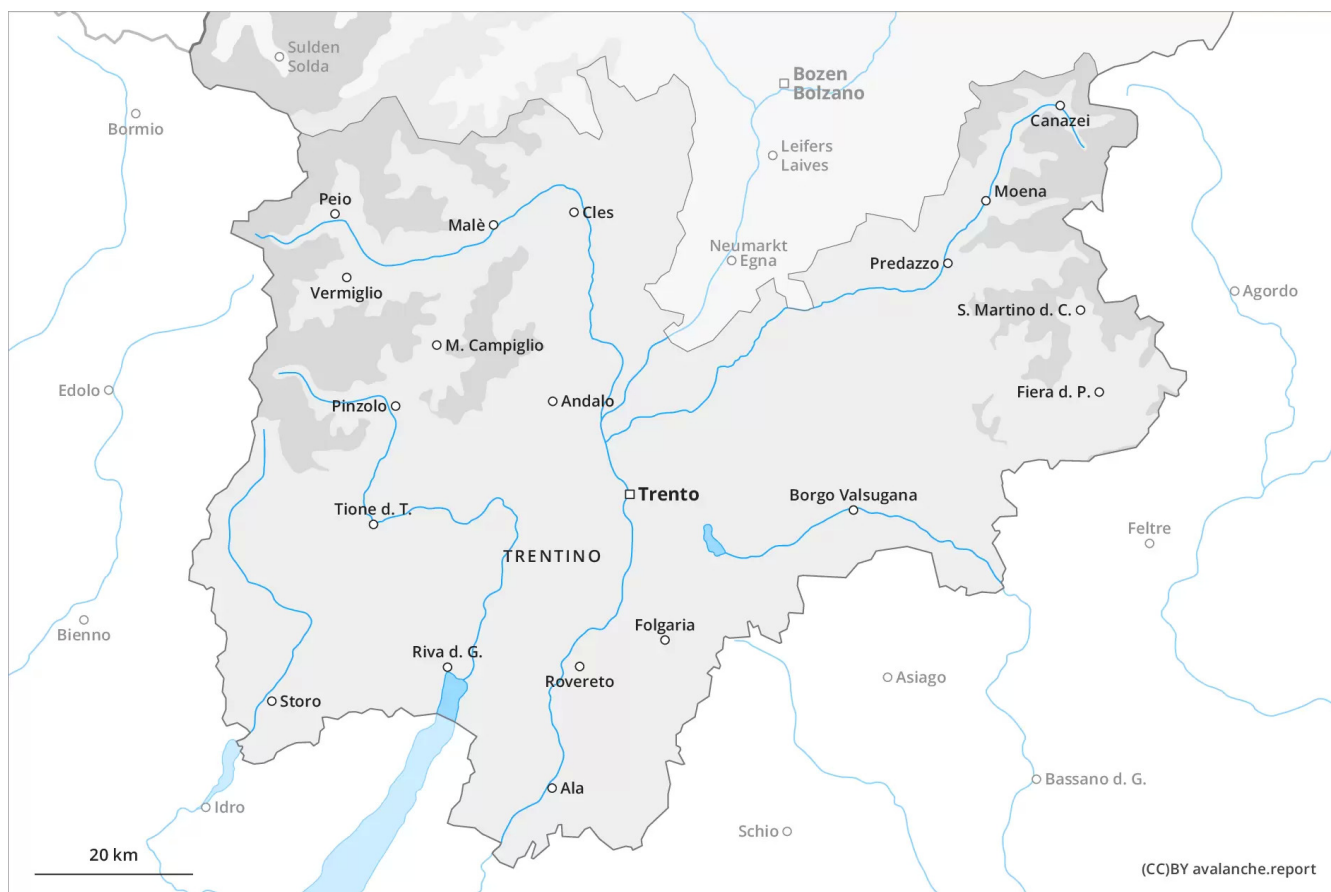 Sulden
Solda
Bozen
Bolzano
Bormio
Canazei
Leifers
Laives
Peio
Moena
Malè
Cles
Neumarkt
Egna
Predazzo
Vermiglio
Agordo
S. Martino d. C.
M. Campiglio
Edolo
Fiera d. P.
Pinzolo
Andalo
Trento
Borgo Valsugana
Tione d. T.
Feltre
TRENTINO
Bienno
Folgaria
Riva d. G.
Rovereto
Asiago
Storo
Bassano d. G.
Ala
Idro
Schio
20 km
(CC)BY avalanche.report